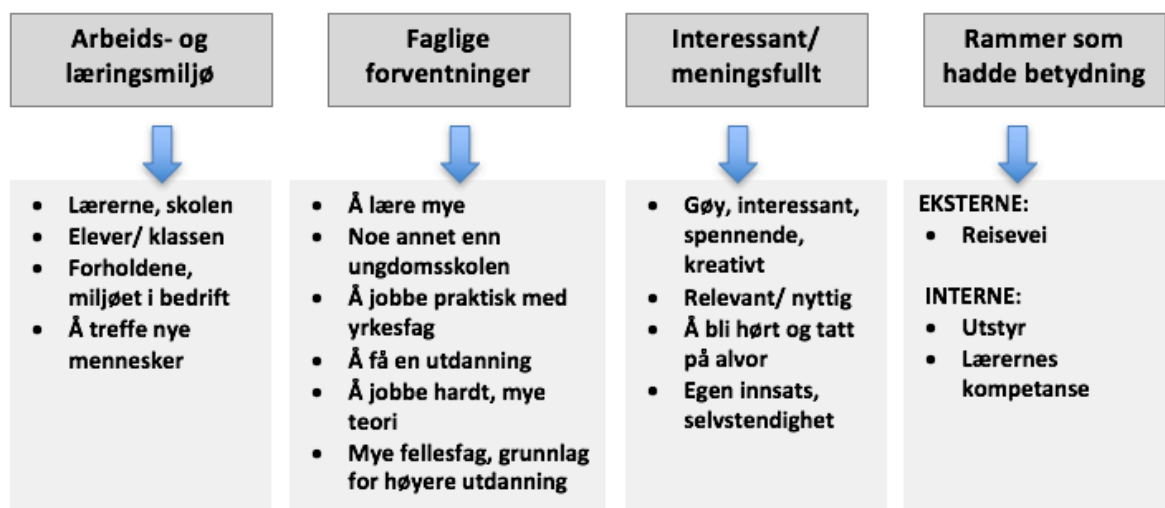 Arbeids- og
læringsmiljø
Lærerne, skolen
Elever/ klassen
Forholdene,
miljøet i bedrift
Å treffe nye
mennesker
Faglige
forventninger
Å lære mye
Noe annet enn
ungdomsskolen
Å jobbe praktisk med
yrkesfag
Å få en utdanning
Å jobbe hardt, mye
teori
Mye fellesfag, grunnlag
for høyere utdanning
Interessant/
meningsfullt
Gøy, interessant,
spennende,
kreativt
Relevant/ nyttig
Å bli hørt og tatt
på alvor
Egen innsats,
selvstendighet
Rammer som
hadde betydning
EKSTERNE:
Reisevei
INTERNE:
Utstyr
Lærernes
kompetanse